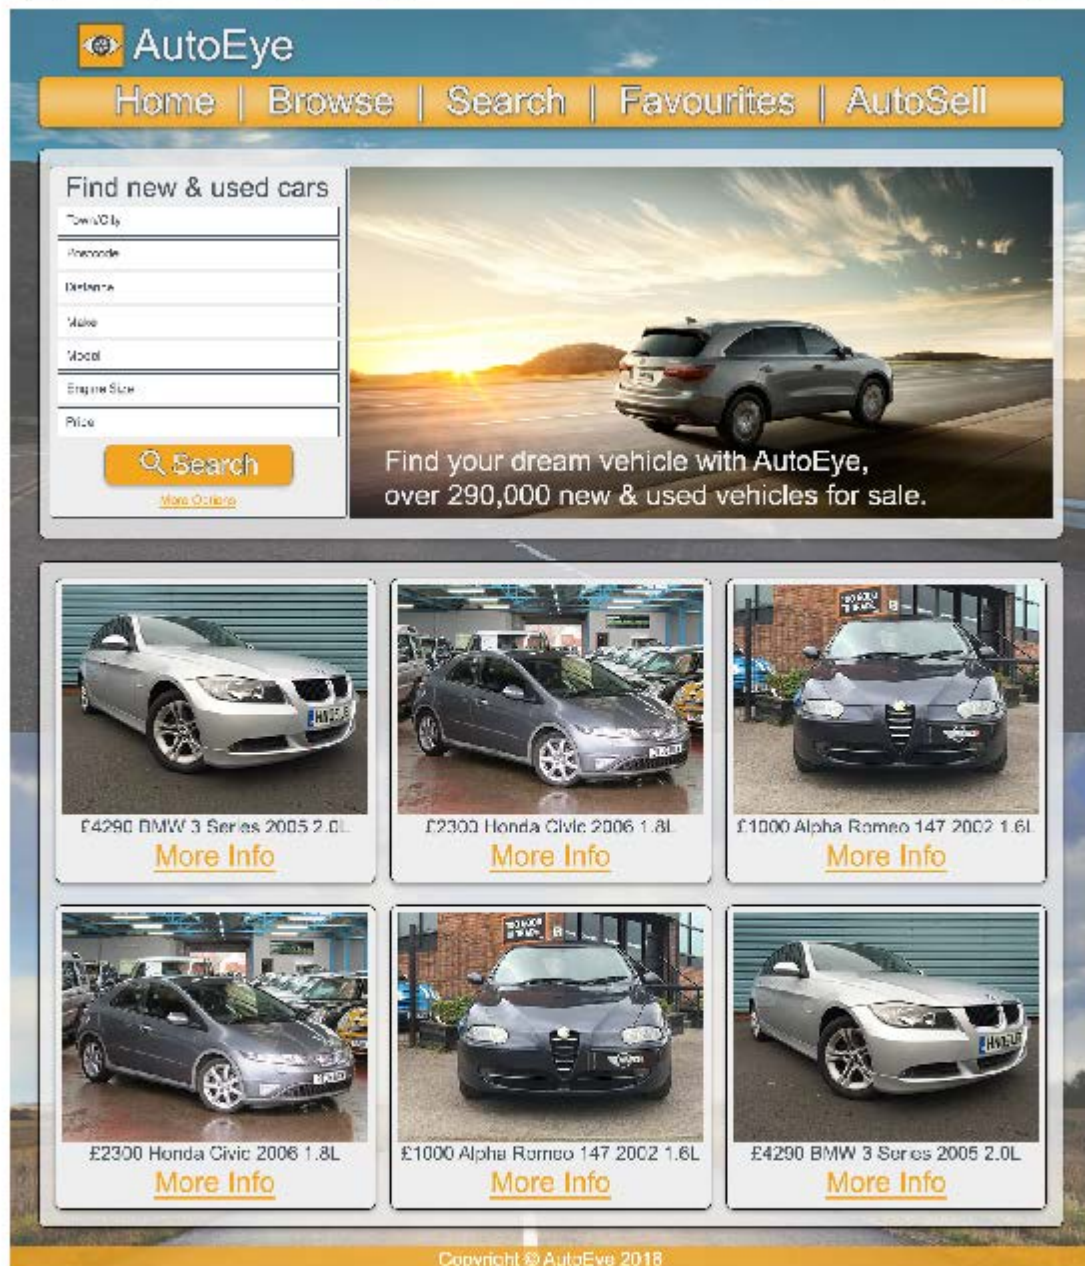 AutoEye
Home | Browse | Search | Favourites | AutoSell
Find new & used cars
Town/City
Postcode
Distance
Make
Model
Engine Size
Price
Search
More Options
Find your dream vehicle with AutoEye,
over 290,000 new & used vehicles for sale.
£4290 BMW 3 Series 2005 2.0L
More Info
£2300 Honda Civic 2006 1.8L
More Info
£1000 Alpha Romeo 147 2002 1.6L
More Info
£2300 Honda Civic 2006 1.8L
More Info
£1000 Alpha Romeo 147 2002 1.6L
More Info
£4290 BMW 3 Series 2005 2.0L
More Info
Copyright © AutoEye 2016